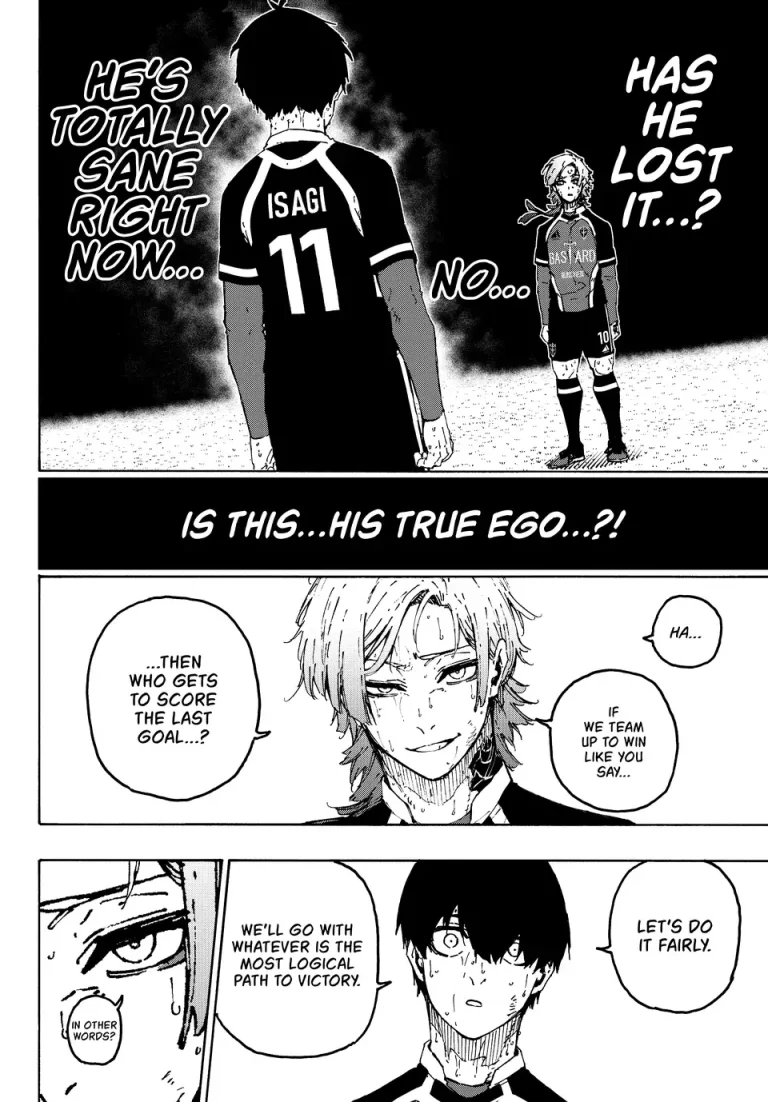 HAS
HE
LOST
IT...?
NO...
HE'S
TOTALLY
SANE
RIGHT
NOW...
ISAGI
11
BASTARD
10
IS THIS...HIS TRUE EGO...?!
HA...
IF
WE TEAM
UP TO WIN
LIKE YOU
SAY...
...THEN
WHO GETS
TO SCORE
THE LAST
GOAL...?
LET'S DO
IT FAIRLY.
WE'LL GO WITH
WHATEVER IS THE
MOST LOGICAL
PATH TO VICTORY.
IN OTHER
WORDS?